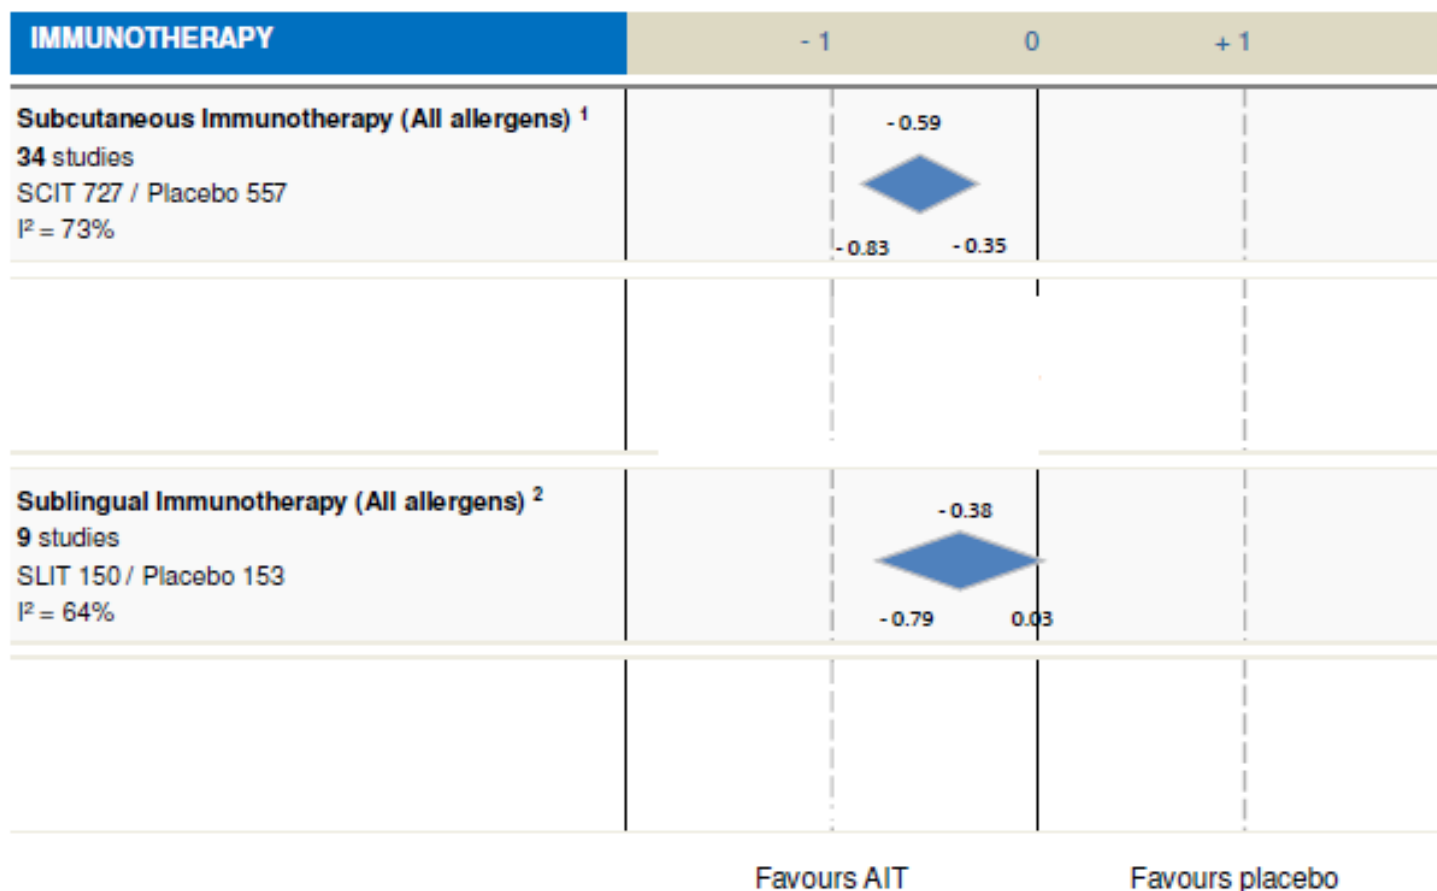 IMMUNOTHERAPY - 1 0 + 1
Subcutaneous Immunotherapy (All allergens) ¹
34 studies
SCIT 727 / Placebo 557
I² = 73%
- 0.59
- 0.83 - 0.35
Sublingual Immunotherapy (All allergens) ²
9 studies
SLIT 150 / Placebo 153
I² = 64%
- 0.38
- 0.79 0.03
Favours AIT Favours placebo